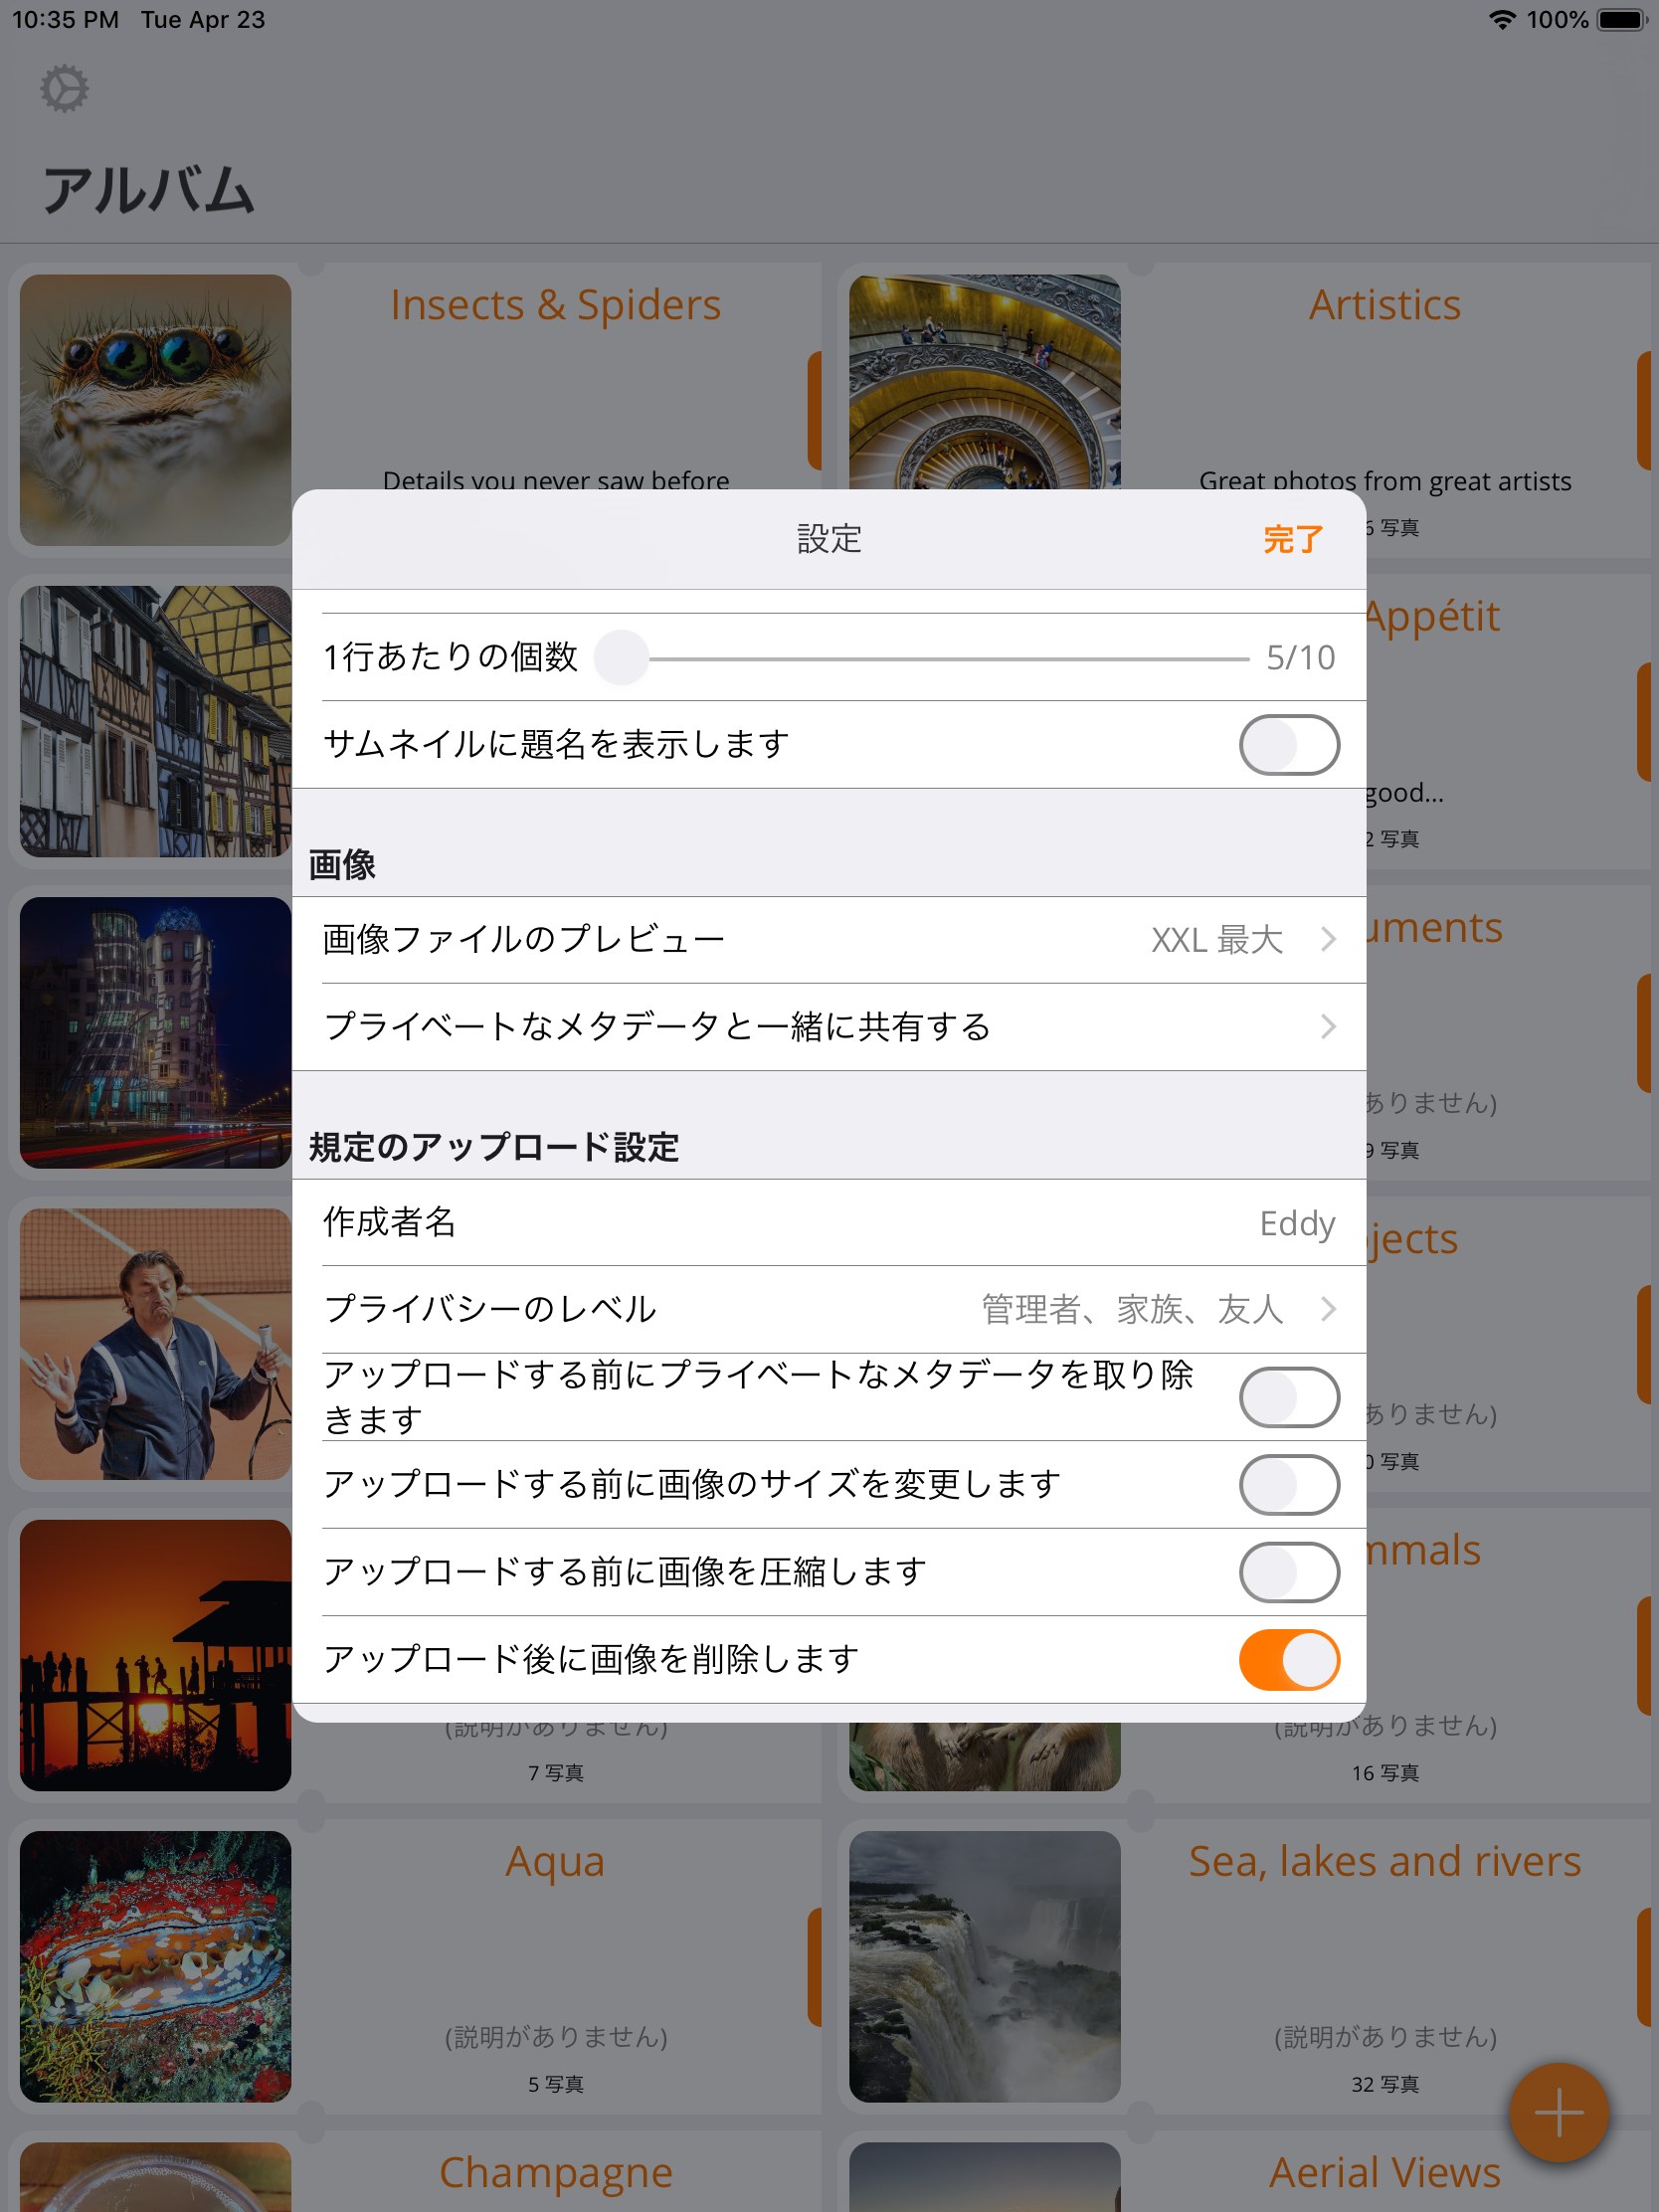 10:35 PM Tue Apr 23
100%
アルバム
Insects & Spiders
Details you never saw before
Artistics
Great photos from great artists
写真
設定
完了
1行あたりの個数
5/10
サムネイルに題名を表示します
画像
画像ファイルのプレビュー
XXL 最大
プライベートなメタデータと一緒に共有する
規定のアップロード設定
作成者名
Eddy
プライバシーのレベル
管理者、家族、友人
アップロードする前にプライベートなメタデータを取り除
きます
アップロードする前に画像のサイズを変更します
アップロードする前に画像を圧縮します
アップロード後に画像を削除します
Appétit
good...
写真
uments
ありません)
写真
jects
ありません)
写真
mmals
(説明がありません)
7 写真
(説明がありません)
16 写真
Aqua
(説明がありません)
5 写真
Sea, lakes and rivers
(説明がありません)
32 写真
Champagne
Aerial Views